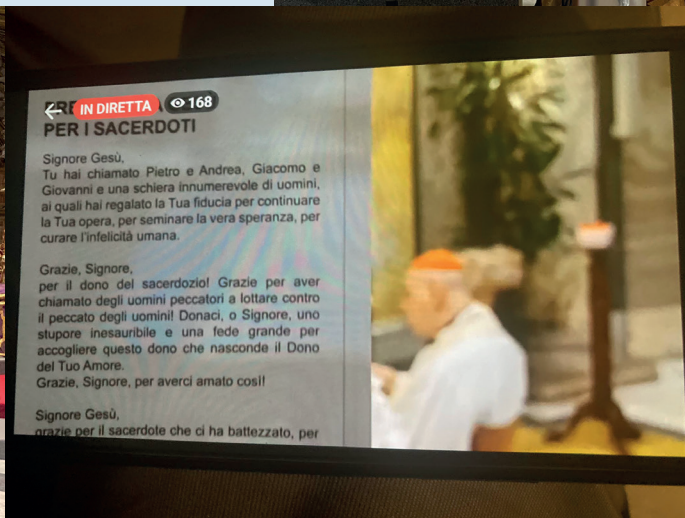 IN DIRETTA 168
PER I SACERDOTI
Signore Gesù,
Tu hai chiamato Pietro e Andrea, Giacomo e
Giovanni e una schiera innumerevole di uomini,
ai quali hai regalato la Tua fiducia per continuare
la Tua opera, per seminare la vera speranza, per
curare l'infelicità umana.
Grazie, Signore,
per il dono del sacerdozio! Grazie per aver
chiamato degli uomini peccatori a lottare contro
il peccato degli uomini! Donaci, o Signore, uno
stupore inesauribile e una fede grande per
accogliere questo dono che nasconde il Dono
del Tuo Amore.
Grazie, Signore, per averci amato così!
Signore Gesù,
grazie per il sacerdote che ci ha battezzato, per